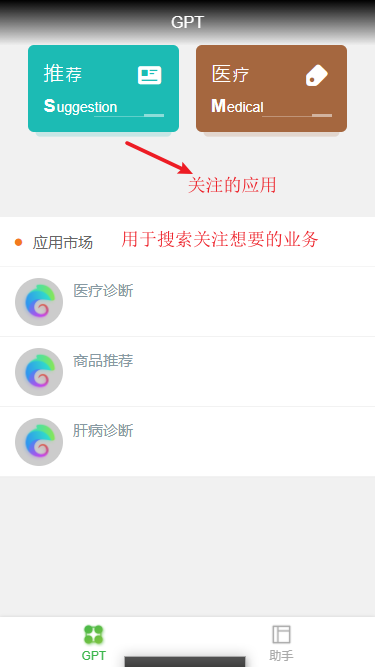 GPT
推荐
Suggestion
医疗
Medical
关注的应用
应用市场
用于搜索关注想要的业务
医疗诊断
商品推荐
肝病诊断
GPT
助手